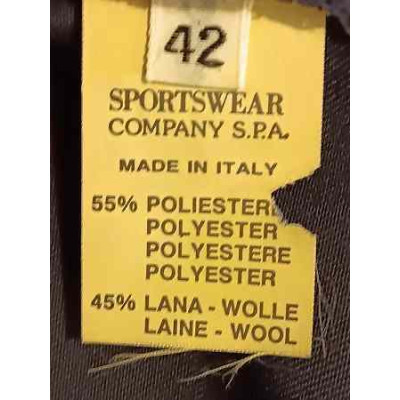 42
SPORTSWEAR
COMPANY S.P.A.
MADE IN ITALY
55% POLIESTERE
POLYESTER
POLYESTERE
POLYESTER
45% LANA - WOLLE
LAINE - WOOL